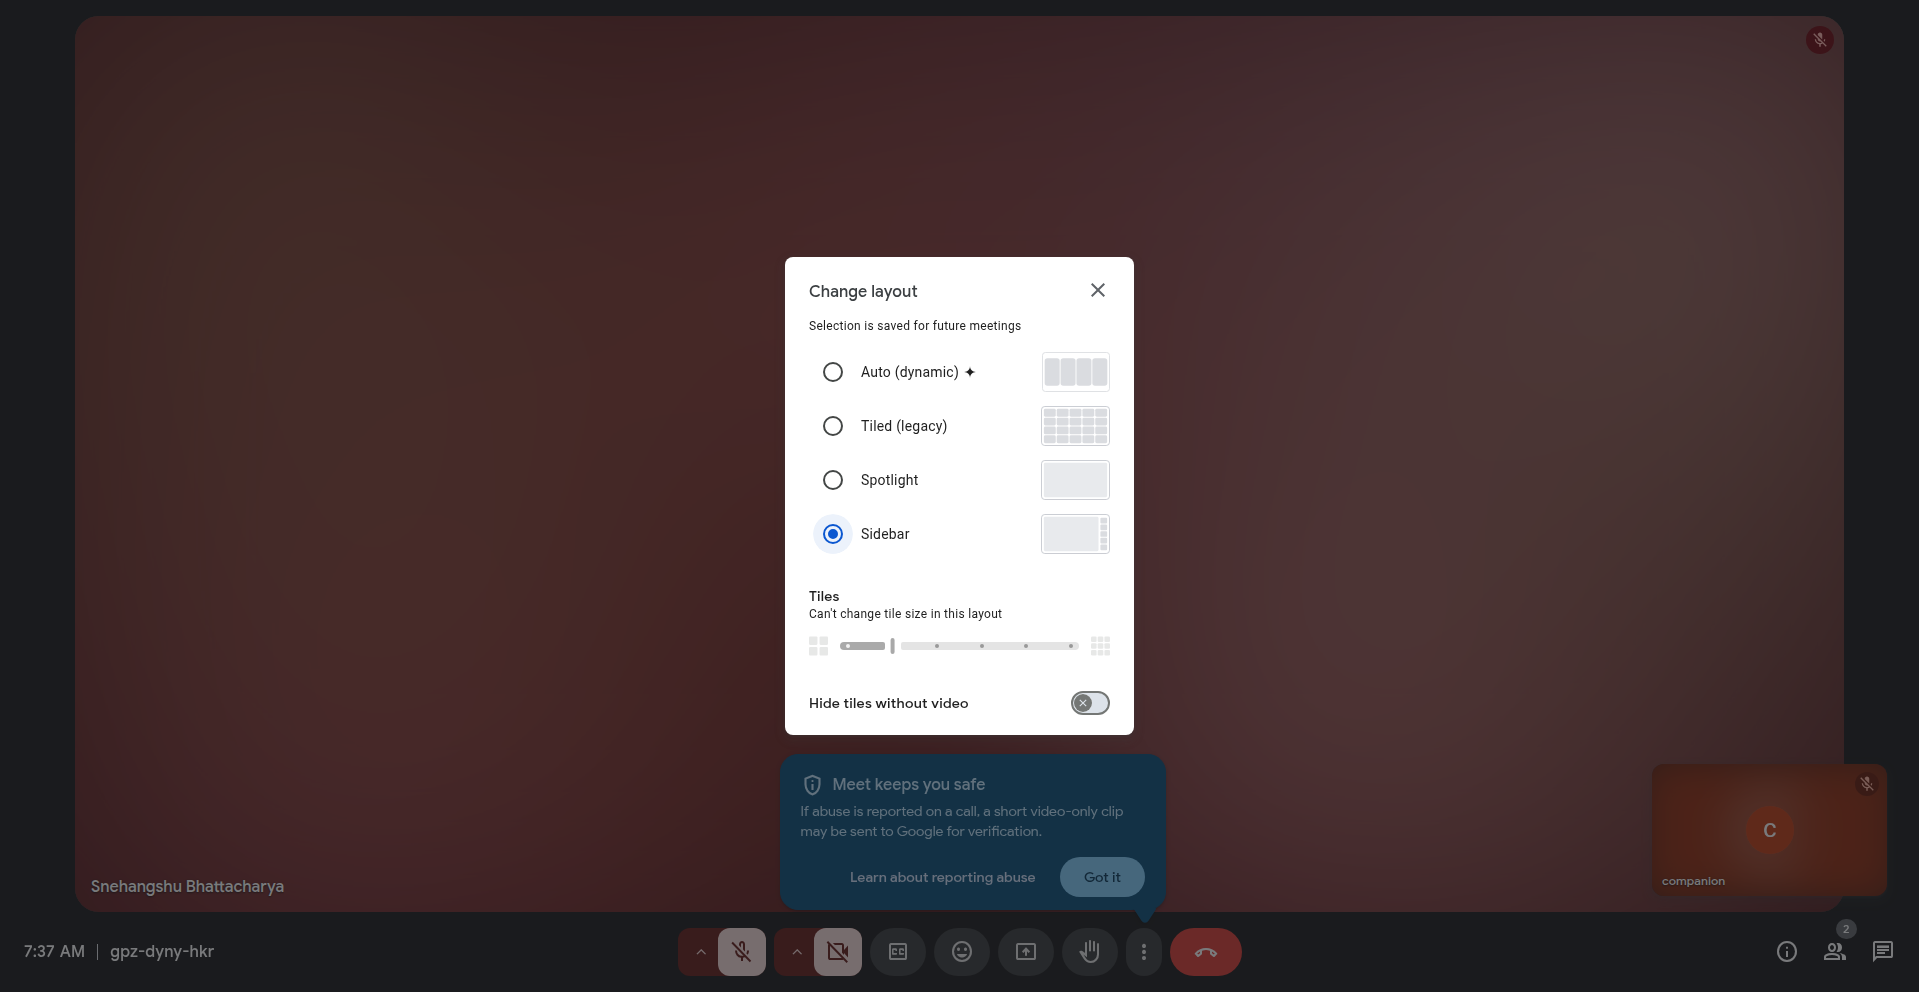 Change layout
Selection is saved for future meetings
Auto (dynamic) ✦
Tiled (legacy)
Spotlight
Sidebar
Tiles
Can't change tile size in this layout
Hide tiles without video
Meet keeps you safe
If abuse is reported on a call, a short video-only clip
may be sent to Google for verification.
Learn about reporting abuse
Got it
C
companion
Snehangshu Bhattacharya
7:37 AM | gpz-dyny-hkr
CC
2